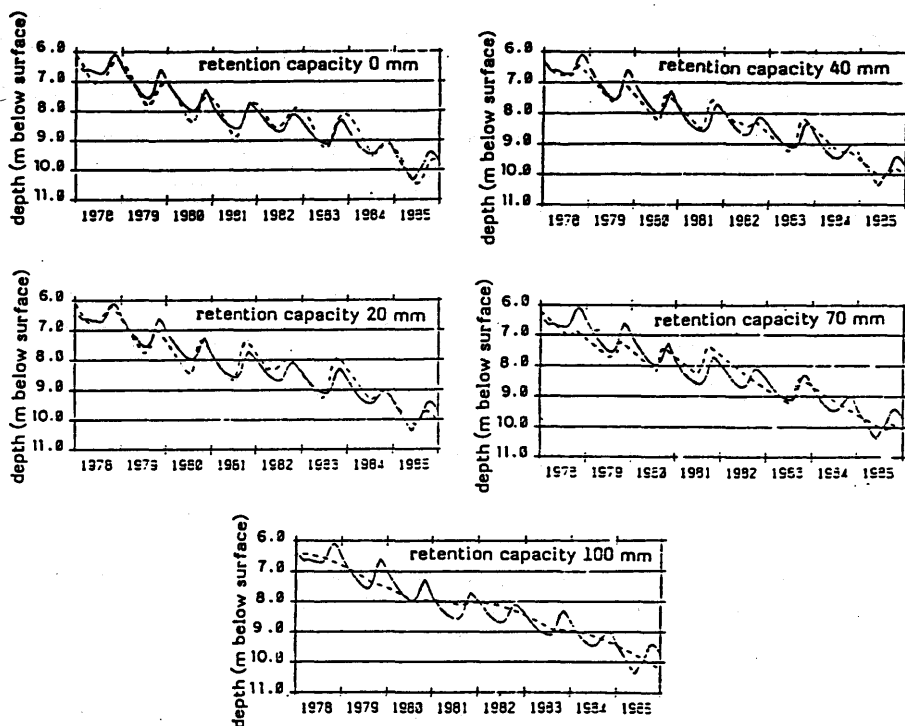 depth (m below surface)
6.0
7.0
8.0
9.0
10.0
11.0
retention capacity 0 mm
1978 1979 1980 1981 1982 1983 1984 1985
depth (m below surface)
6.0
7.0
8.0
9.0
10.0
11.0
retention capacity 40 mm
1978 1979 1980 1981 1982 1983 1984 1985
depth (m below surface)
6.0
7.0
8.0
9.0
10.0
11.0
retention capacity 20 mm
1978 1979 1980 1981 1982 1983 1984 1985
depth (m below surface)
6.0
7.0
8.0
9.0
10.0
11.0
retention capacity 70 mm
1978 1979 1980 1981 1982 1983 1984 1985
depth (m below surface)
6.0
7.0
8.0
9.0
10.0
11.0
retention capacity 100 mm
1978 1979 1980 1981 1982 1983 1984 1985